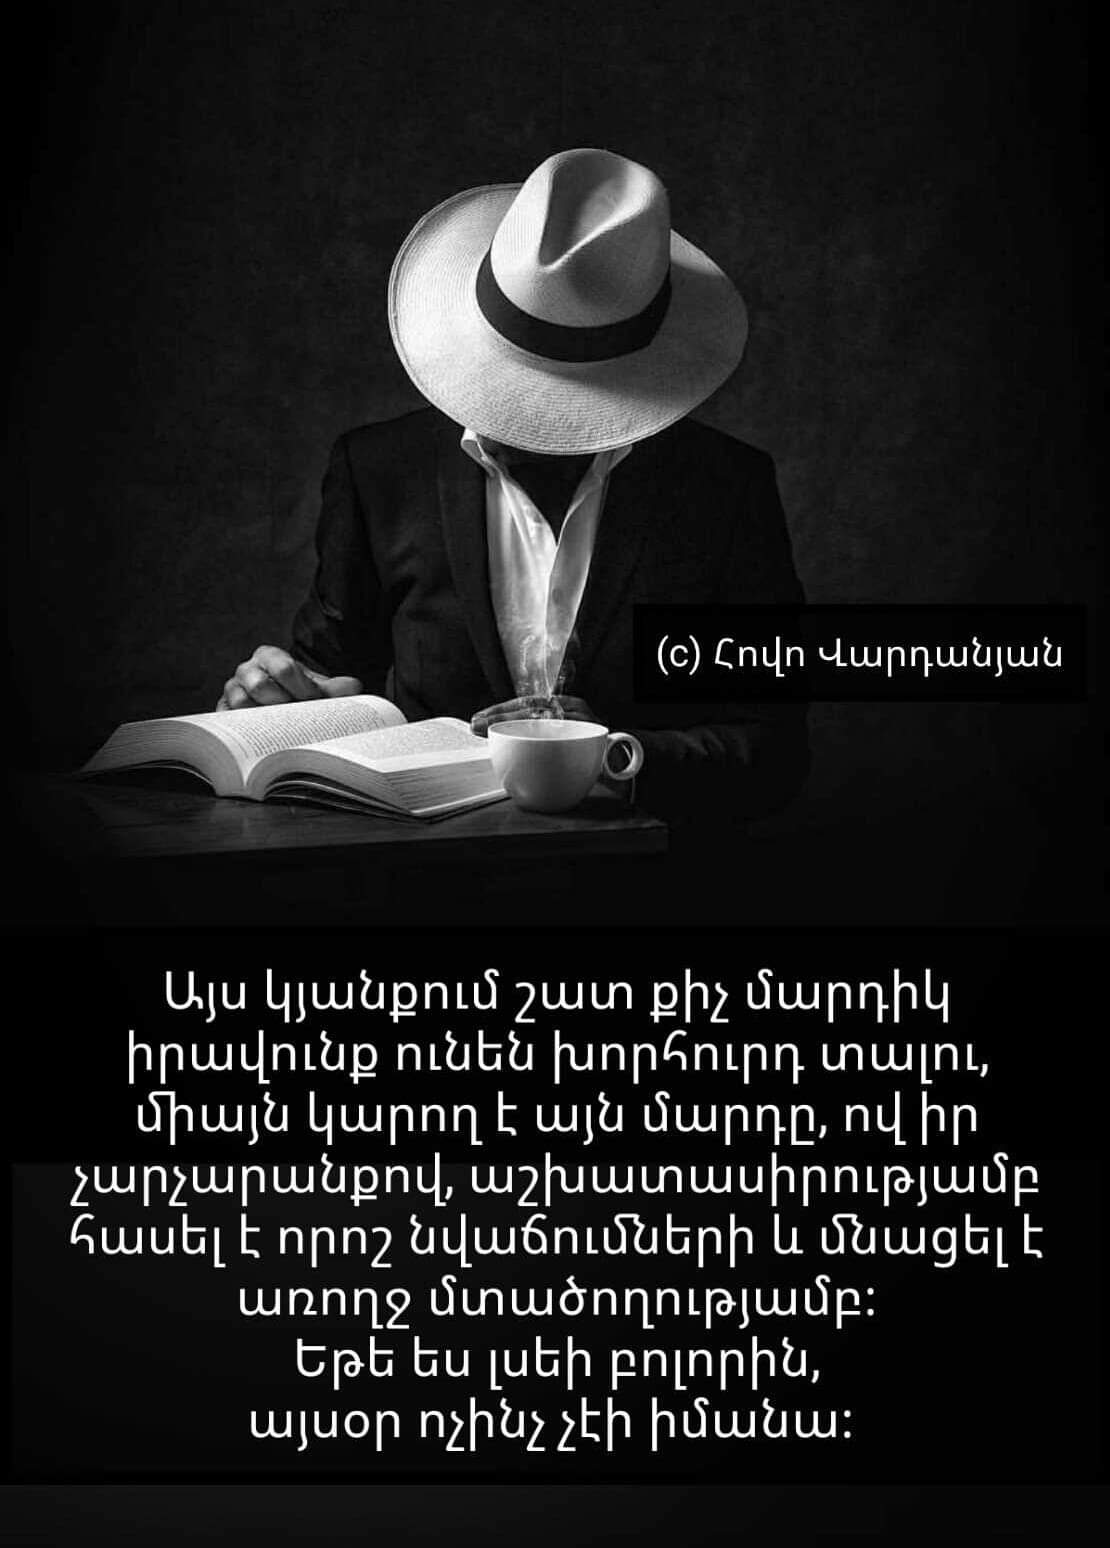 (c) Հովո Վարդանյան
Այս կյանքում շատ քիչ մարդիկ
իրավունք ունեն խորհուրդ տալու,
միայն կարող է այն մարդը, ով իր
չարչարանքով, աշխատասիրությամբ
հասել է որոշ նվաճումների և մնացել է
առողջ մտածողությամբ:
Եթե ես լսեի բոլորին,
այսօր ոչինչ չէի իմանա: